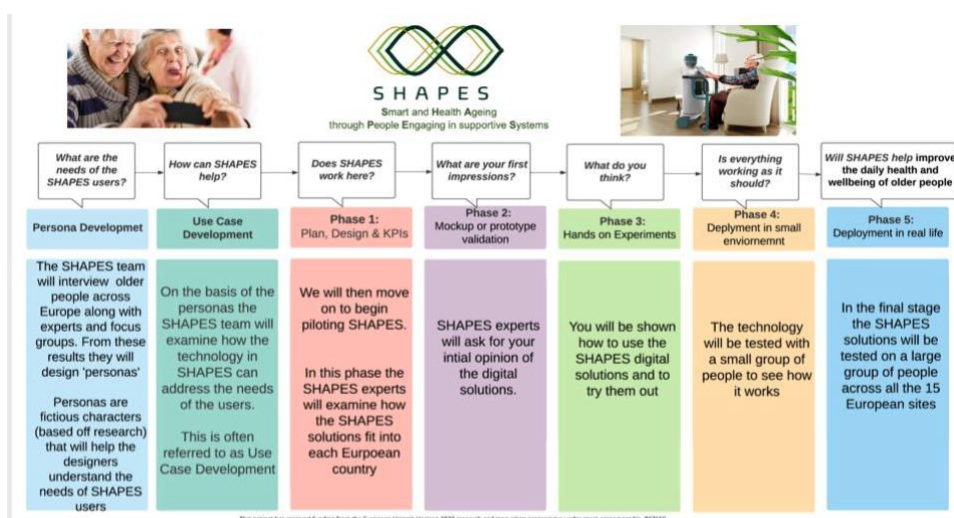 SHAPES
Smart and Health Ageing
through People Engaging in supportive Systems
What are the
needs of the
SHAPES users?
How can SHAPES
help?
Does SHAPES
work here?
What are your first
impressions?
What do you
think?
Is everything
working as it
should?
Will SHAPES help improve
the daily health and
wellbeing of older people
Persona Developmet
Use Case
Development
Phase 1:
Plan, Design & KPIs
Phase 2:
Mockup or prototype
validation
Phase 3:
Hands on Experiments
Phase 4:
Deplyment in small
enviornemnt
Phase 5:
Deployment in real life
The SHAPES team
will interview older
people across
Europe along with
experts and focus
groups. From these
results they will
design 'personas'
Personas are
fictious characters
(based off research)
that will help the
designers
understand the
needs of SHAPES
users
On the basis of the
personas the
SHAPES team will
examine how the
technology in
SHAPES can
address the needs
of the users.
This is often
referred to as Use
Case Development
We will then move
on to begin
piloting SHAPES.
In this phase the
SHAPES experts
will examine how
the SHAPES
solutions fit into
each Eurpoean
country
SHAPES experts
will ask for your
intial opinion of
the digital
solutions.
You will be shown
how to use the
SHAPES digital
solutions and to
try them out
The technology
will be tested with
a small group of
people to see how
it works
In the final stage
the SHAPES
solutions will be
tested on a large
group of people
across all the 15
European sites